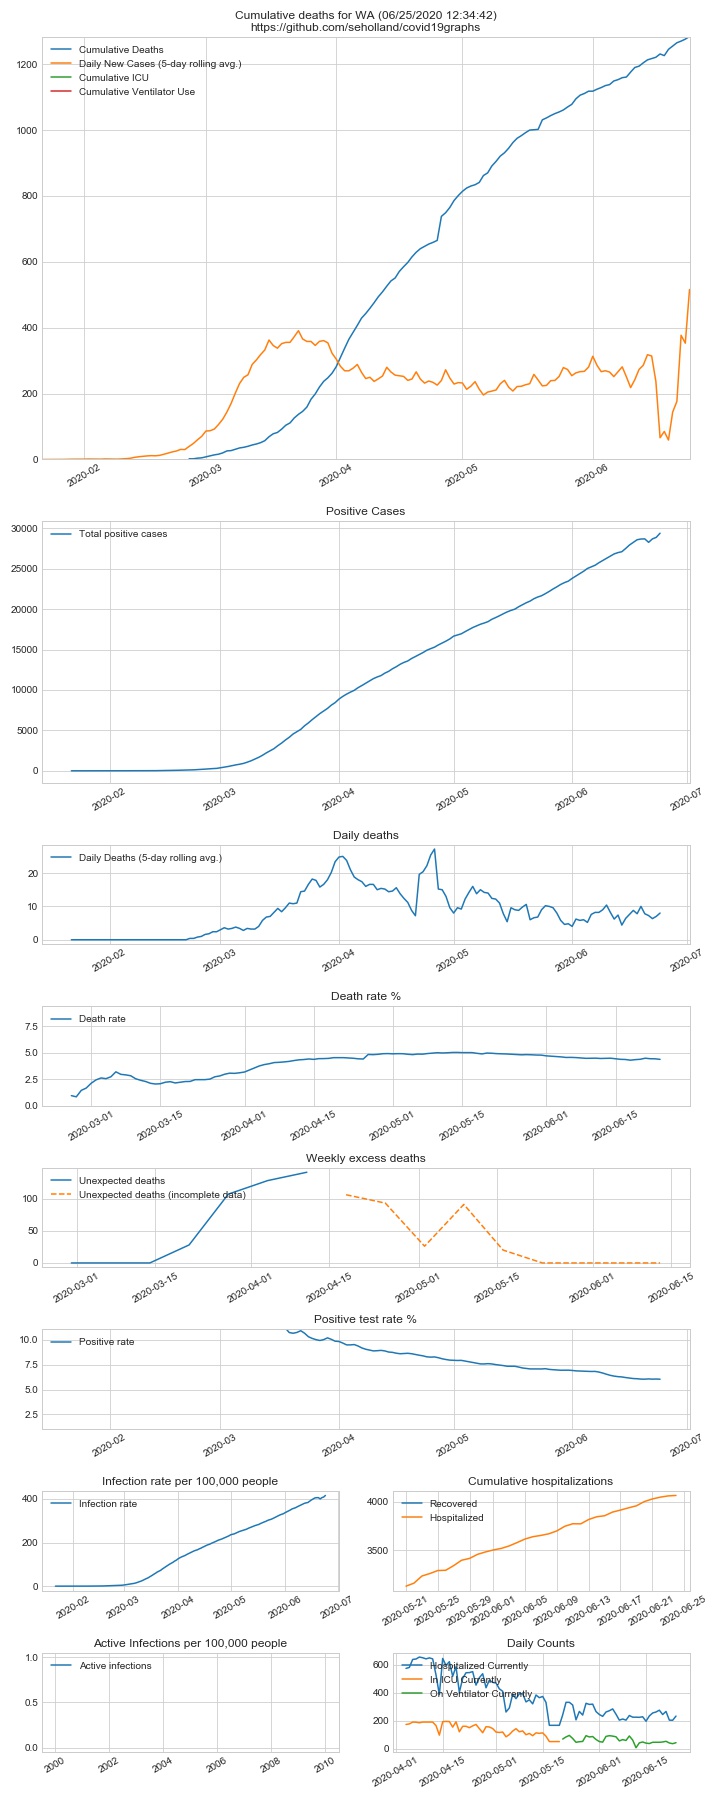 Cumulative deaths for WA (06/25/2020 12:34:42)
https://github.com/seholland/covid19graphs
Cumulative Deaths
Daily New Cases (5-day rolling avg.)
Cumulative ICU
Cumulative Ventilator Use
1200
1000
800
600
400
200
0
2020-02 2020-03 2020-04 2020-05 2020-06
Positive Cases
Total positive cases
30000
25000
20000
15000
10000
5000
0
2020-02 2020-03 2020-04 2020-05 2020-06 2020-07
Daily deaths
Daily Deaths (5-day rolling avg.)
20
10
0
2020-02 2020-03 2020-04 2020-05 2020-06 2020-07
Death rate %
Death rate
7.5
5.0
2.5
0.0
2020-03-01 2020-03-15 2020-04-01 2020-04-15 2020-05-01 2020-05-15 2020-06-01 2020-06-15
Weekly excess deaths
Unexpected deaths
Unexpected deaths (incomplete data)
100
50
0
2020-03-01 2020-03-15 2020-04-01 2020-04-15 2020-05-01 2020-05-15 2020-06-01 2020-06-15
Positive test rate %
Positive rate
10.0
7.5
5.0
2.5
2020-02 2020-03 2020-04 2020-05 2020-06 2020-07
Infection rate per 100,000 people
Infection rate
400
200
0
2020-02 2020-03 2020-04 2020-05 2020-06 2020-07
Cumulative hospitalizations
Recovered
Hospitalized
4000
3500
2020-05-21 2020-05-25 2020-05-29 2020-06-01 2020-06-05 2020-06-09 2020-06-13 2020-06-17 2020-06-21 2020-06-25
Active Infections per 100,000 people
Active infections
1.0
0.5
0.0
2000 2002 2004 2006 2008 2010
Daily Counts
Hospitalized Currently
In ICU Currently
On Ventilator Currently
600
400
200
0
2020-04-01 2020-04-15 2020-05-01 2020-05-15 2020-06-01 2020-06-15